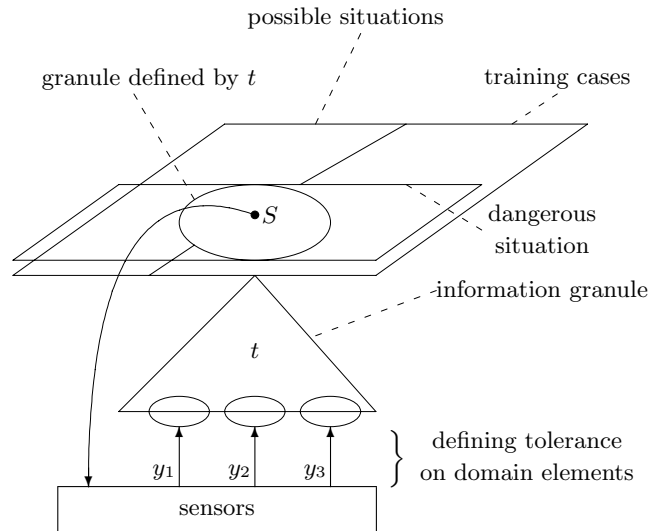 possible situations
granule defined by t
training cases
S
dangerous
situation
information granule
t
defining tolerance
on domain elements
y1 y2 y3
sensors